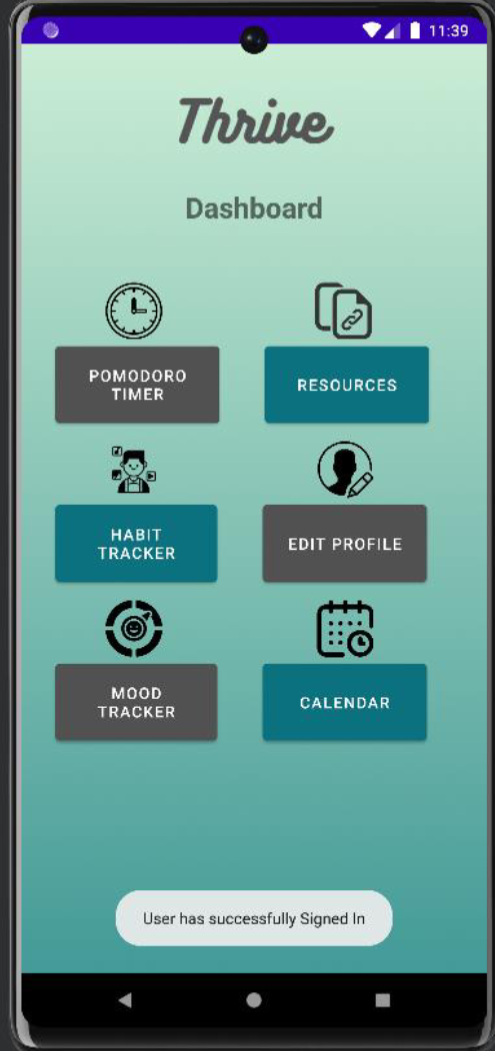 11:39
Thrive
Dashboard
POMODORO
TIMER
RESOURCES
HABIT
TRACKER
EDIT PROFILE
MOOD
TRACKER
CALENDAR
User has successfully Signed In